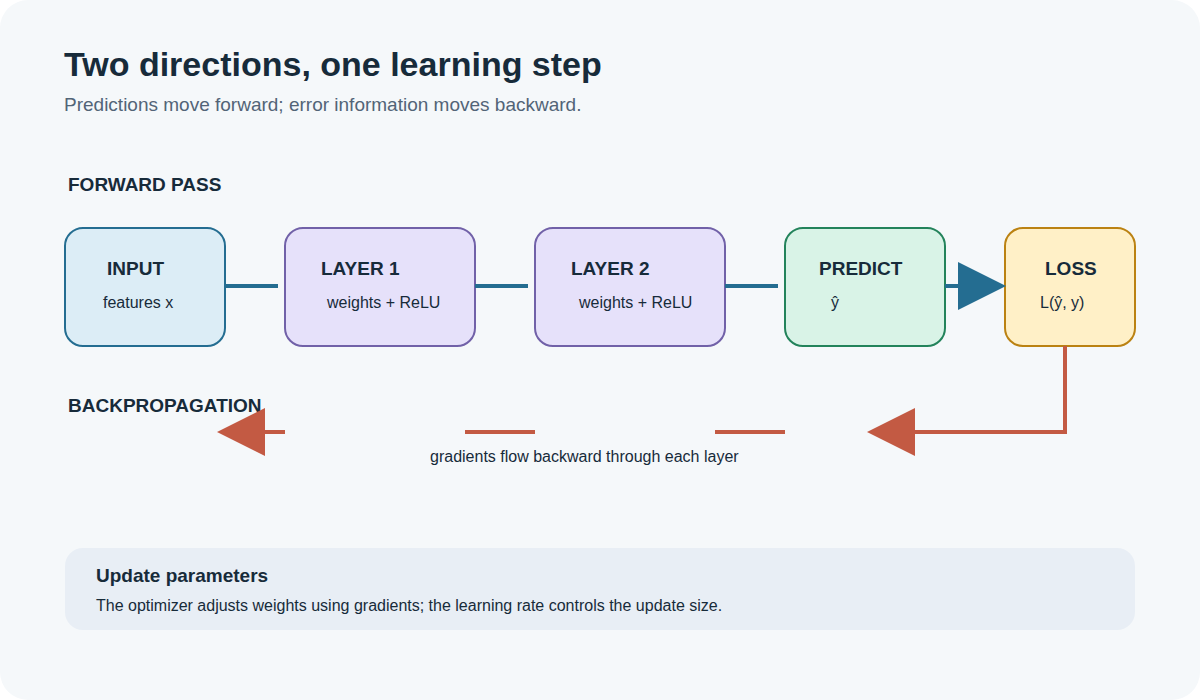 Two directions, one learning step
Predictions move forward; error information moves backward.
FORWARD PASS
INPUT
features x
LAYER 1
weights + ReLU
LAYER 2
weights + ReLU
PREDICT
ŷ
LOSS
L(ŷ, y)
BACKPROPAGATION
gradients flow backward through each layer
Update parameters
The optimizer adjusts weights using gradients; the learning rate controls the update size.